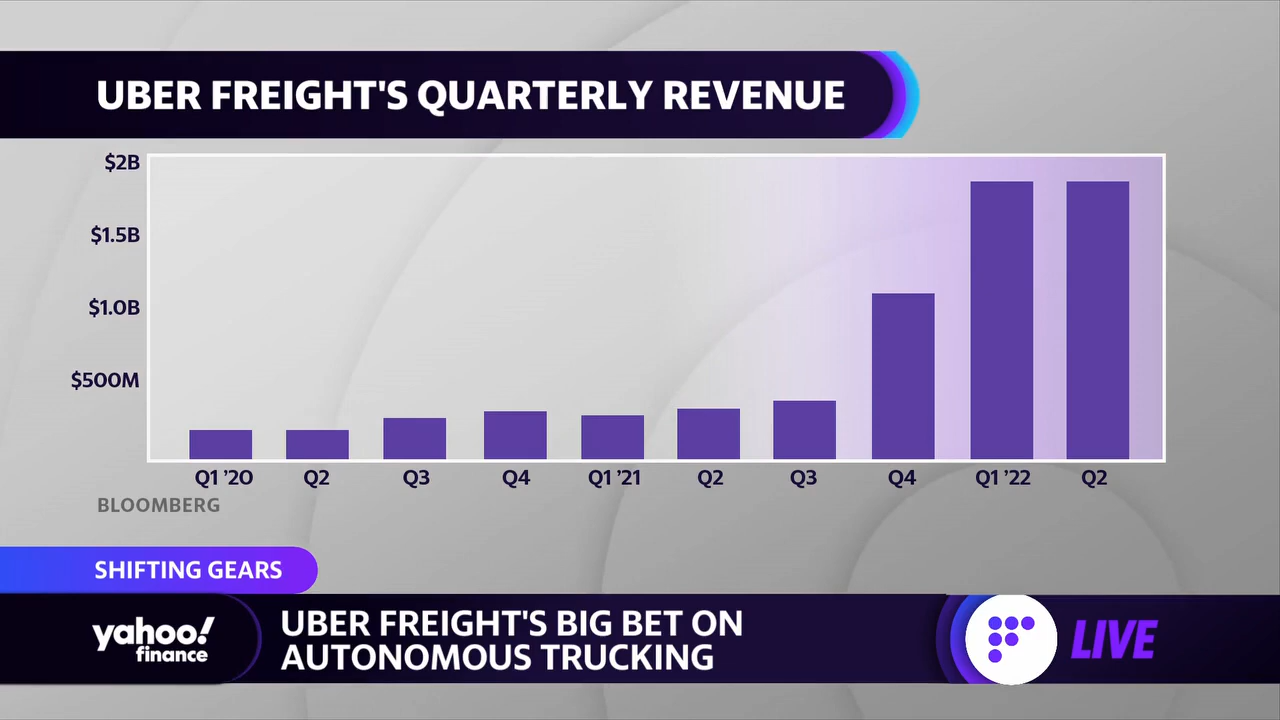 UBER FREIGHT'S QUARTERLY REVENUE
$2B
$1.5B
$1.0B
$500M
Q1 ’20 Q2 Q3 Q4 Q1 ’21 Q2 Q3 Q4 Q1 ’22 Q2
BLOOMBERG
SHIFTING GEARS
yahoo!
finance
UBER FREIGHT'S BIG BET ON
AUTONOMOUS TRUCKING
LIVE